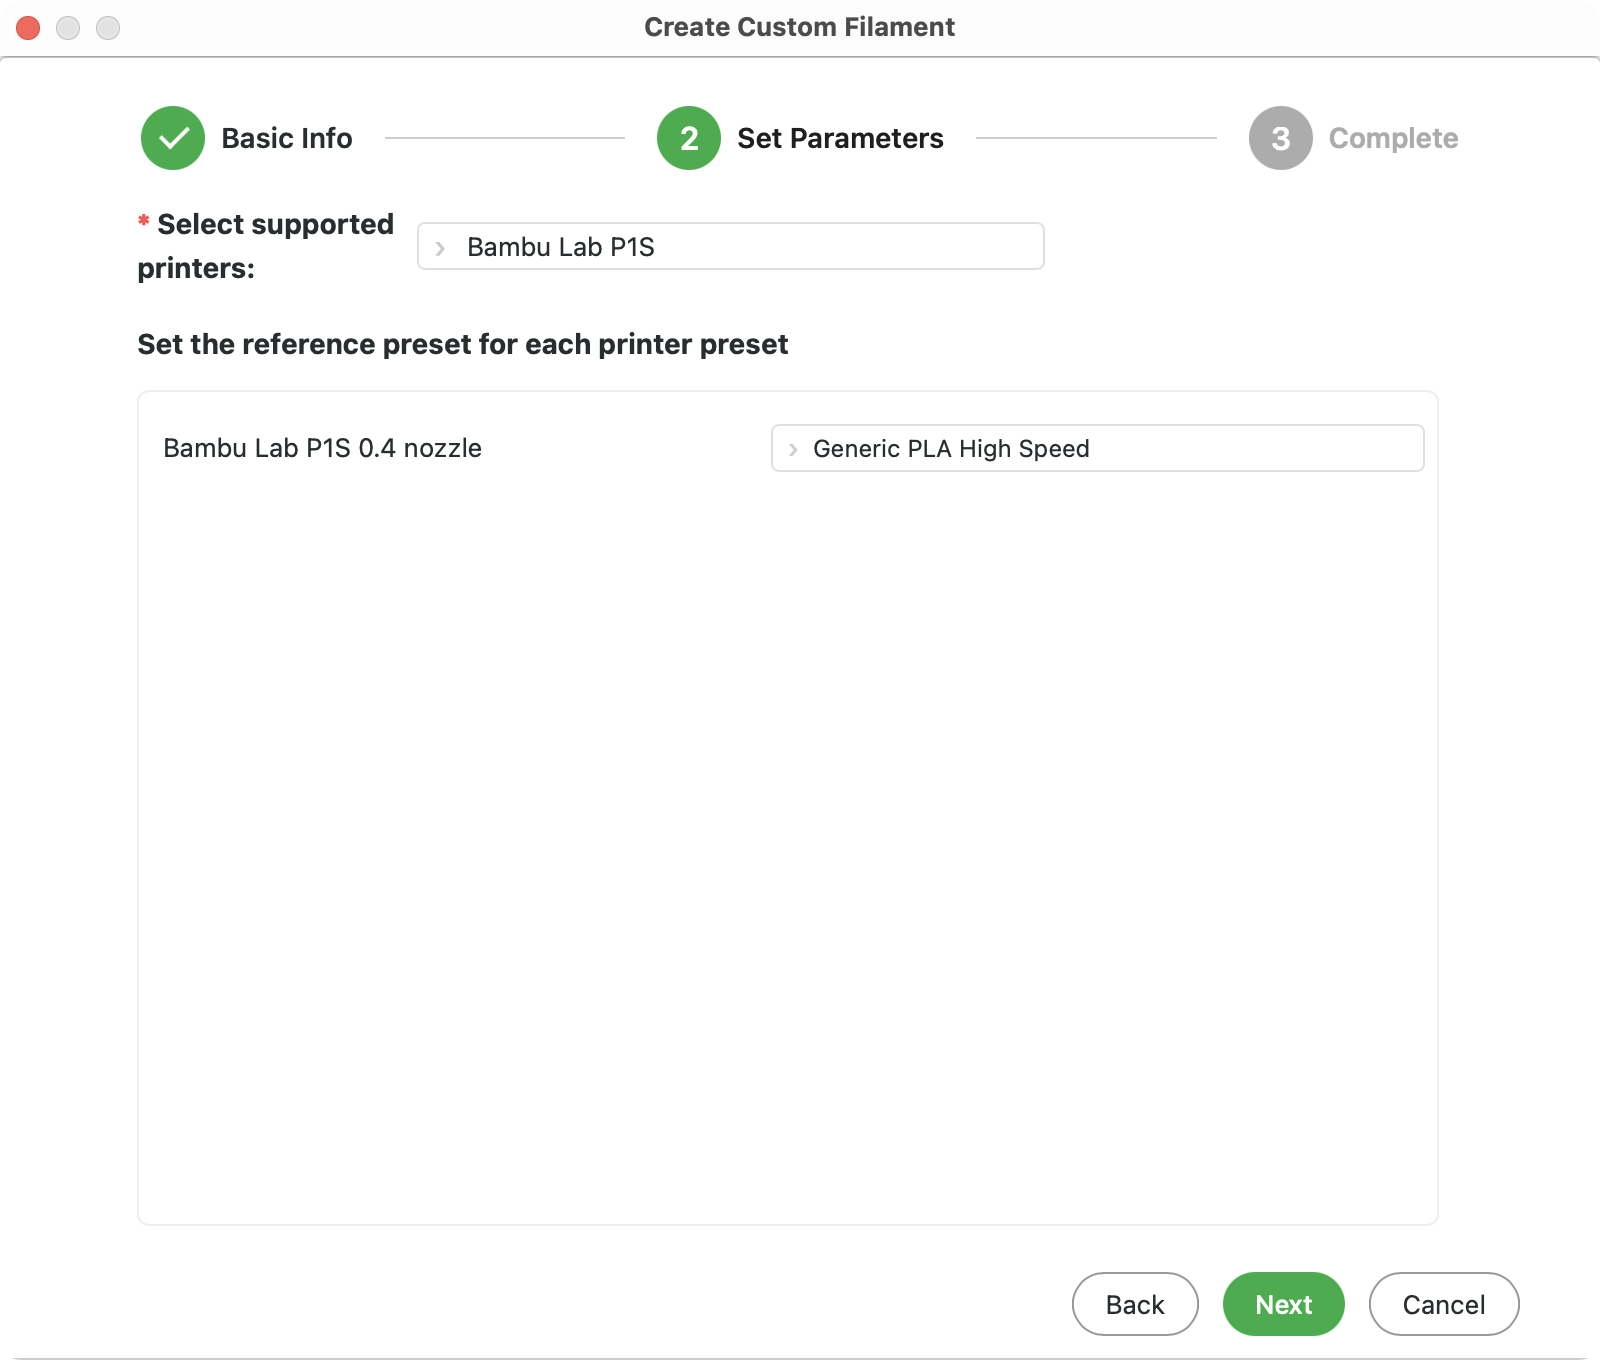 Create Custom Filament
Basic Info
2 Set Parameters
3 Complete
* Select supported
printers:
Bambu Lab P1S
Set the reference preset for each printer preset
Bambu Lab P1S 0.4 nozzle
Generic PLA High Speed
Back
Next
Cancel